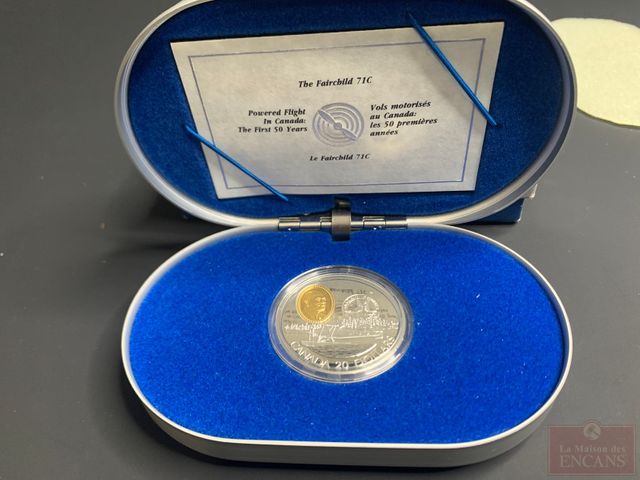 The Fairchild 71C
Powered Flight
In Canada:
The First 50 Years
Vols motorisés
au Canada:
les 50 premières
années
Le Fairchild 71C
CANADA 20 DOLLARS
La Maison des
ENCANS